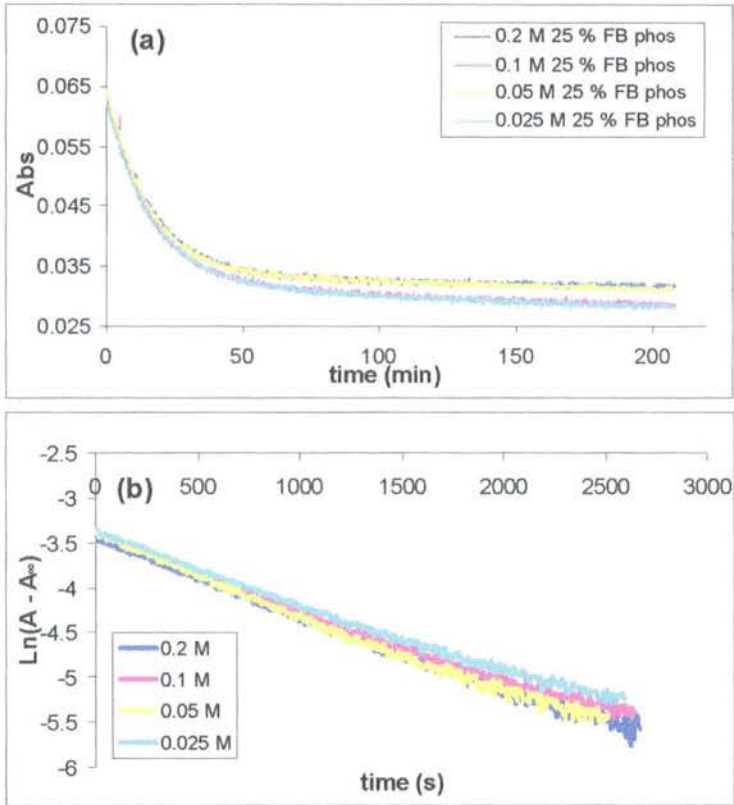 (a)
0.2 M 25 % FB phos
0.1 M 25 % FB phos
0.05 M 25 % FB phos
0.025 M 25 % FB phos
Abs
0.075
0.065
0.055
0.045
0.035
0.025
0 50 100 150 200
time (min)
(b)
Ln(A - A∞)
-2.5
-3
-3.5
-4
-4.5
-5
-5.5
-6
0 500 1000 1500 2000 2500 3000
0.2 M
0.1 M
0.05 M
0.025 M
time (s)